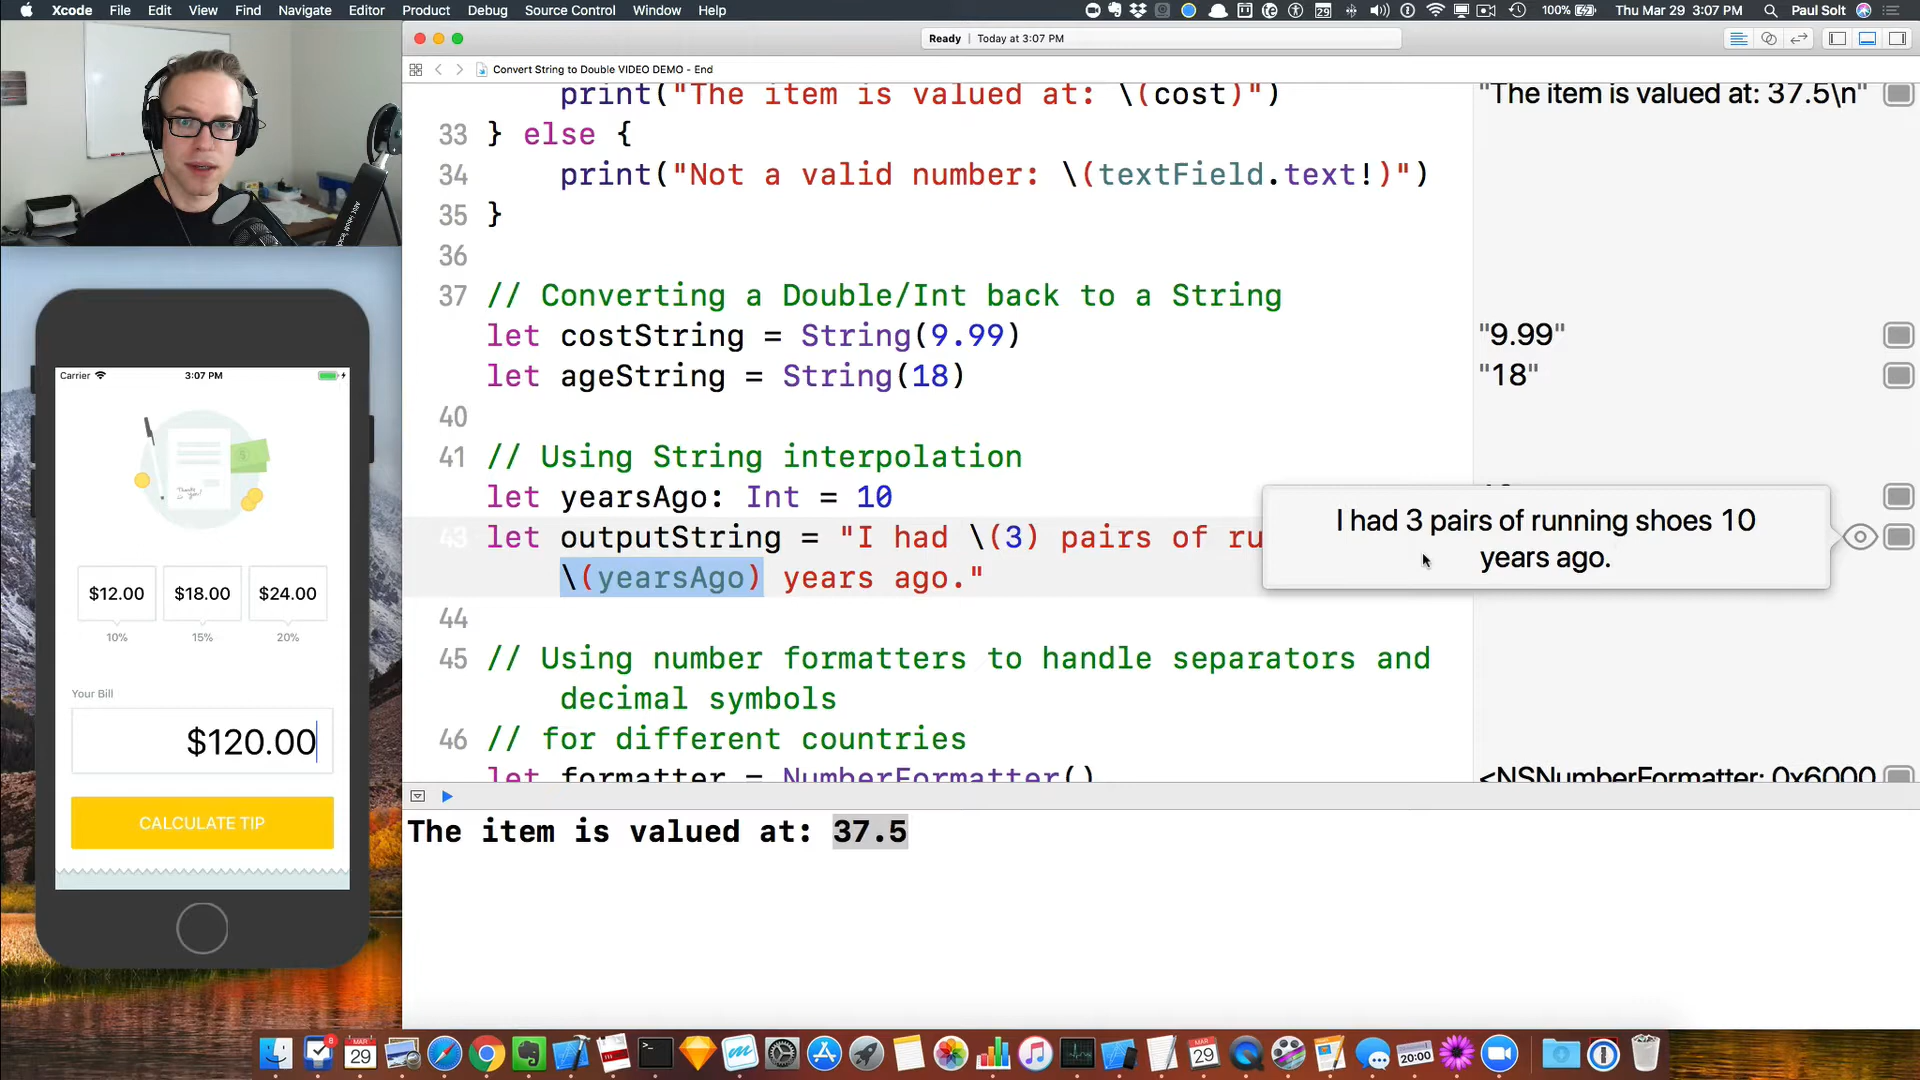 Xcode File Edit View Find Navigate Editor Product Debug Source Control Window Help 100% Thu Mar 29 3:07 PM Paul Solt
Ready | Today at 3:07 PM
Convert String to Double VIDEO DEMO - End
print("The item is valued at: \(cost)")
"The item is valued at: 37.5\n"
33 } else {
34 print("Not a valid number: \(textField.text!)")
35 }
36
37 // Converting a Double/Int back to a String
let costString = String(9.99)
"9.99"
let ageString = String(18)
"18"
40
41 // Using String interpolation
let yearsAgo: Int = 10
43 let outputString = "I had \(3) pairs of ru
\(yearsAgo) years ago."
I had 3 pairs of running shoes 10
years ago.
44
45 // Using number formatters to handle separators and
decimal symbols
46 // for different countries
let formatter = NumberFormatter()
<NSNumberFormatter: 0x6000
The item is valued at: 37.5
Carrier 3:07 PM
$12.00 $18.00 $24.00
10% 15% 20%
Your Bill
$120.00
CALCULATE TIP
8
MAR
29
29
20:00